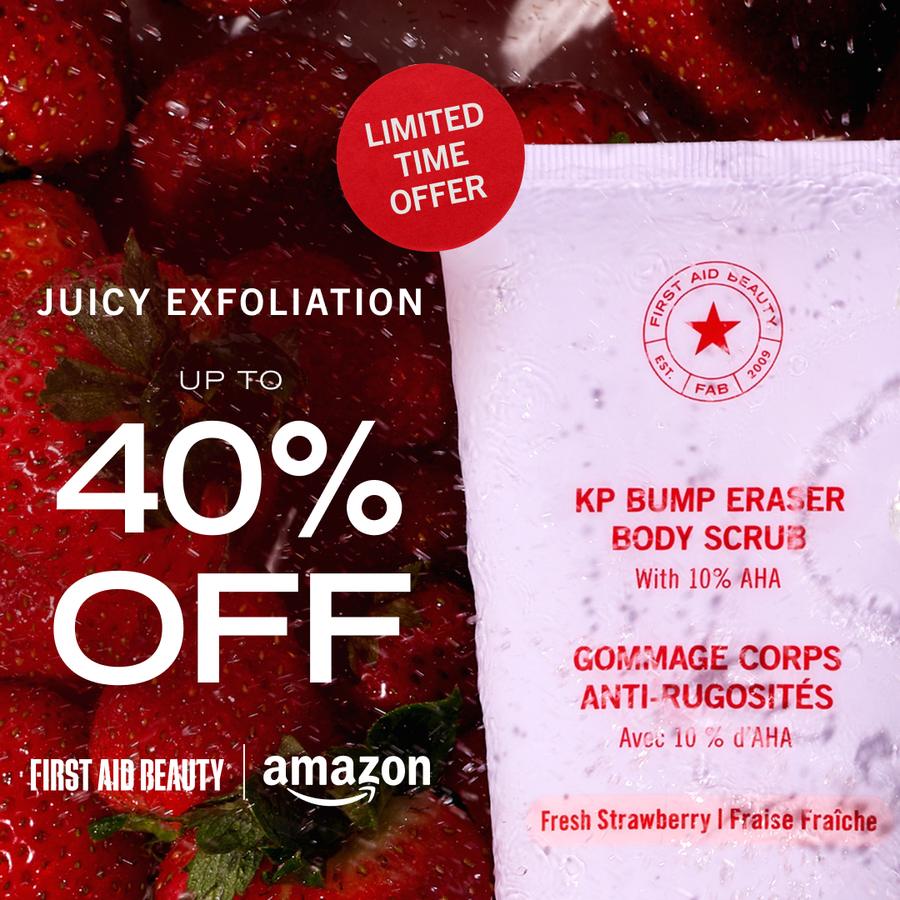 LIMITED
TIME
OFFER
JUICY EXFOLIATION
UP TO
40%
OFF
FIRST AID BEAUTY | amazon
FIRST AID BEAUTY
EST. | FAB | 2009
KP BUMP ERASER
BODY SCRUB
With 10% AHA
GOMMAGE CORPS
ANTI-RUGOSITÉS
Avec 10 % d'AHA
Fresh Strawberry | Fraise Fraîche